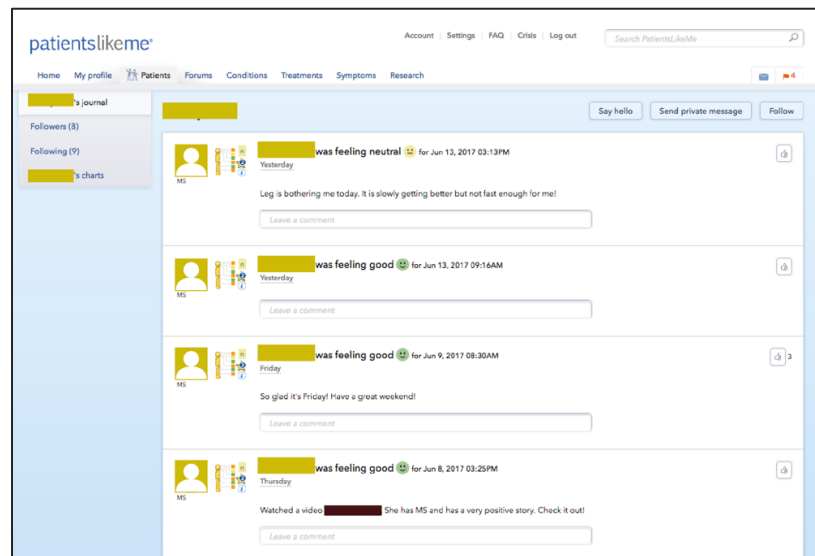 patientslikeme®
Account Settings FAQ Crisis Log out
Search PatientsLikeMe
Home My profile Patients Forums Conditions Treatments Symptoms Research
4
's journal
Followers (8)
Following (9)
's charts
Say hello Send private message Follow
was feeling neutral for Jun 13, 2017 03:13PM
Yesterday
MS
Leg is bothering me today. It is slowly getting better but not fast enough for me!
Leave a comment
was feeling good for Jun 13, 2017 09:16AM
Yesterday
MS
Leave a comment
was feeling good for Jun 9, 2017 08:30AM
3
Friday
MS
So glad it's Friday! Have a great weekend!
Leave a comment
was feeling good for Jun 8, 2017 03:25PM
Thursday
MS
Watched a video She has MS and has a very positive story. Check it out!
Leave a comment